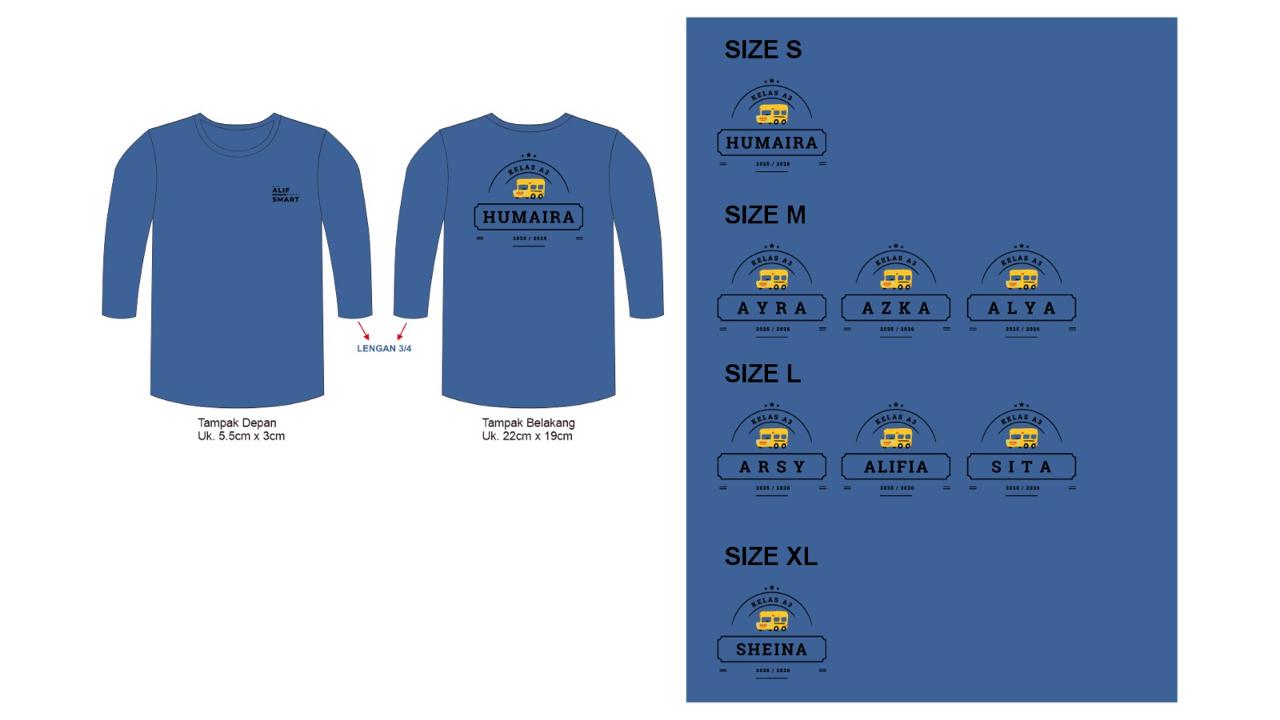 ALIF
SMART
KELAS A3
HUMAIRA
2025 / 2026
LENGAN 3/4
Tampak Depan
Uk. 5.5cm x 3cm
Tampak Belakang
Uk. 22cm x 19cm
SIZE S
KELAS A3
HUMAIRA
2025 / 2026
SIZE M
KELAS A3
AYRA
2025 / 2026
KELAS A3
AZKA
2025 / 2026
KELAS A3
ALYA
2025 / 2026
SIZE L
KELAS A3
ARSY
2025 / 2026
KELAS A3
ALIFIA
2025 / 2026
KELAS A3
SITA
2025 / 2026
SIZE XL
KELAS A3
SHEINA
2025 / 2026